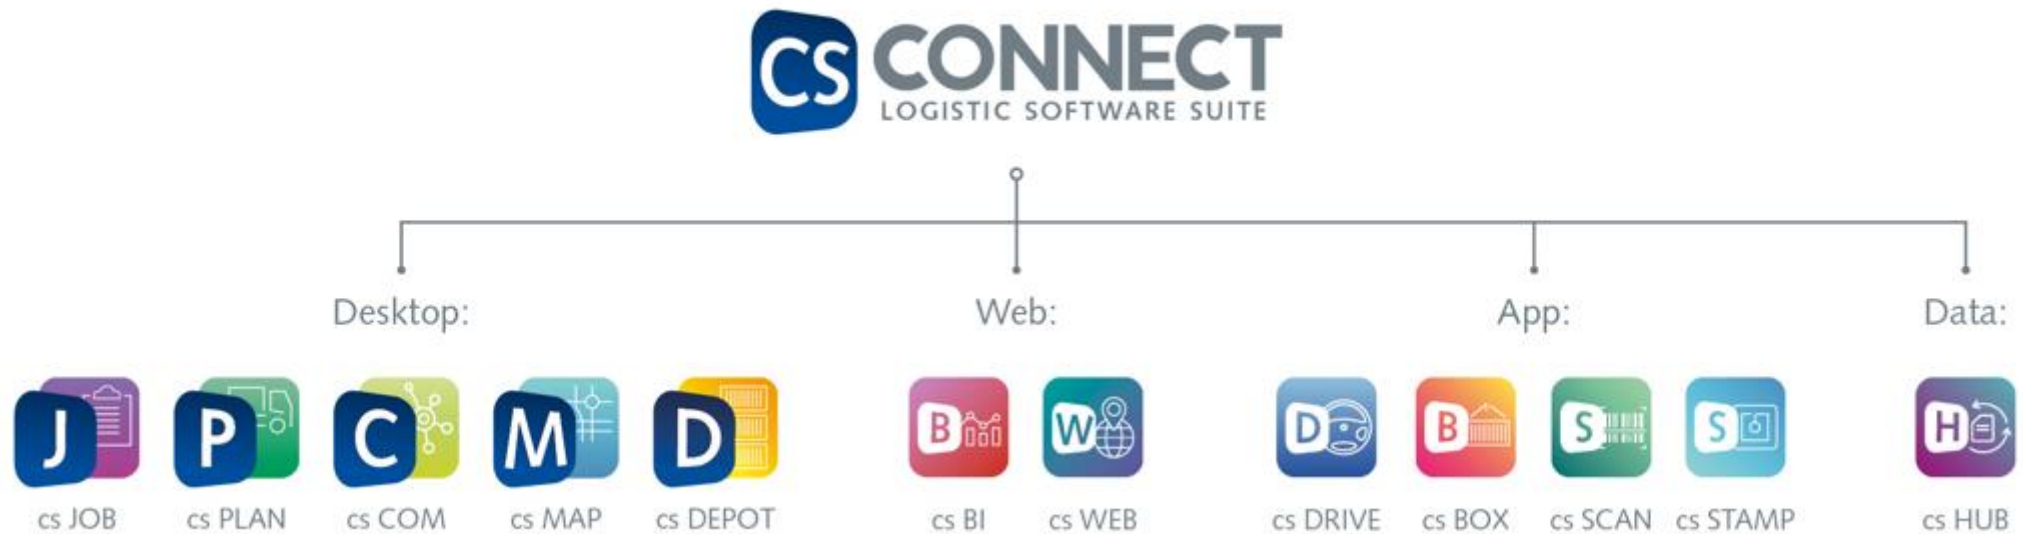 CS CONNECT
LOGISTIC SOFTWARE SUITE
Desktop:
Web:
App:
Data:
J
P
C
M
D
B
W
D
B
S
S
H
cs JOB
cs PLAN
cs COM
cs MAP
cs DEPOT
cs BI
cs WEB
cs DRIVE
cs BOX
cs SCAN
cs STAMP
cs HUB